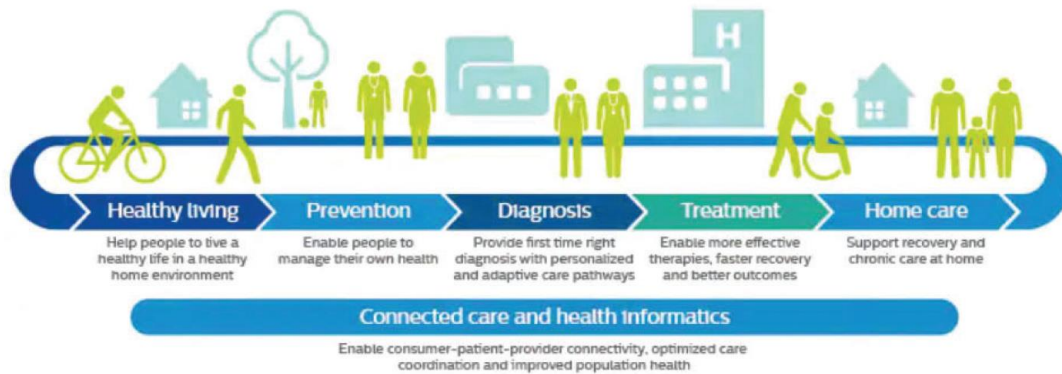 H
Healthy living
Help people to live a
healthy life in a healthy
home environment
Prevention
Enable people to
manage their own health
Diagnosis
Provide first time right
diagnosis with personalized
and adaptive care pathways
Treatment
Enable more effective
therapies, faster recovery
and better outcomes
Home care
Support recovery and
chronic care at home
Connected care and health informatics
Enable consumer-patient-provider connectivity, optimized care
coordination and improved population health